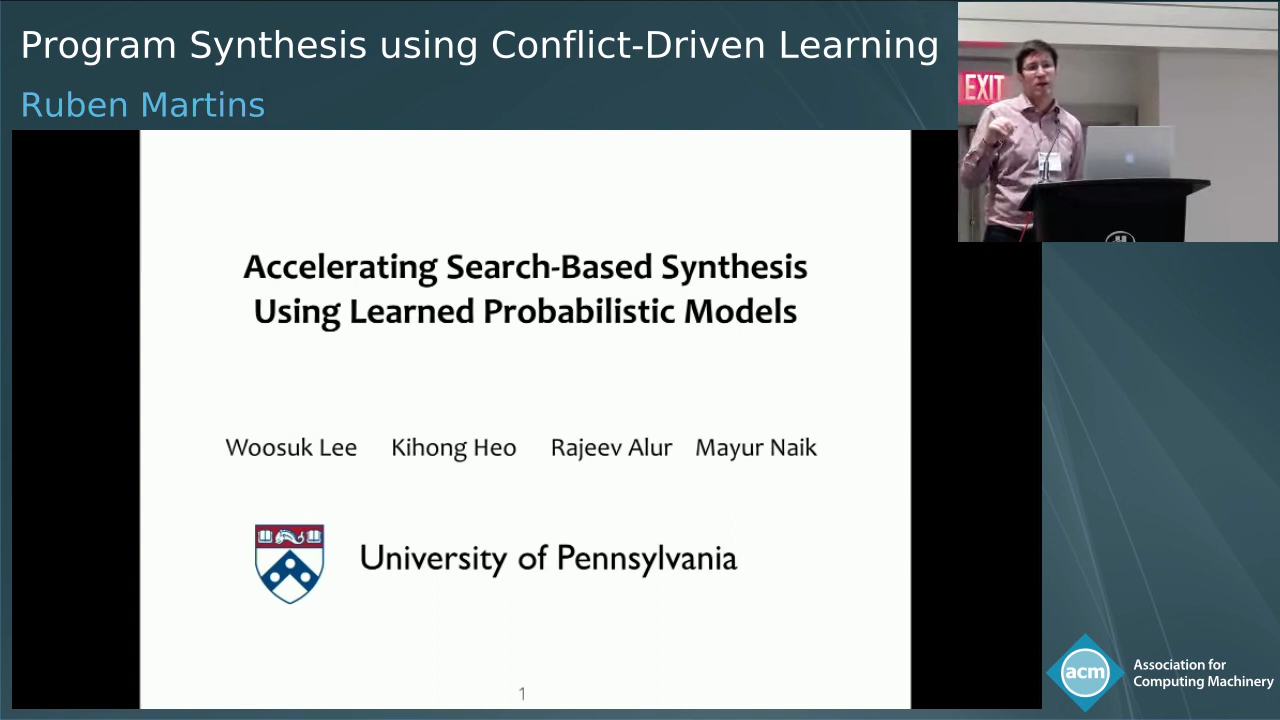 Program Synthesis using Conflict-Driven Learning
Ruben Martins
EXIT
Accelerating Search-Based Synthesis
Using Learned Probabilistic Models
Woosuk Lee Kihong Heo Rajeev Alur Mayur Naik
University of Pennsylvania
1
acm
Association for
Computing Machinery